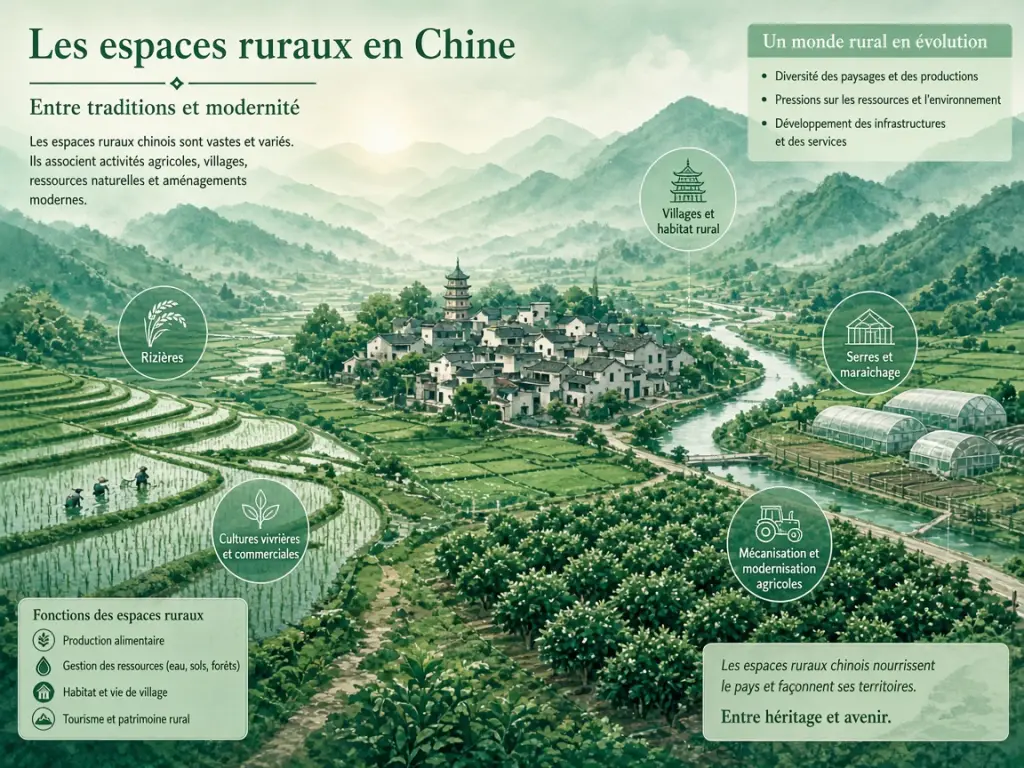 Les espaces ruraux en Chine
Entre traditions et modernité
Les espaces ruraux chinois sont vastes et variés.
Ils associent activités agricoles, villages,
ressources naturelles et aménagements
modernes.
Un monde rural en évolution
• Diversité des paysages et des productions
• Pressions sur les ressources et l'environnement
• Développement des infrastructures
et des services
Villages et
habitat rural
Rizières
Serres et
maraîchage
Cultures vivrières
et commerciales
Mécanisation et
modernisation
agricoles
Fonctions des espaces ruraux
Production alimentaire
Gestion des ressources (eau, sols, forêts)
Habitat et vie de village
Tourisme et patrimoine rural
Les espaces ruraux chinois nourrissent
le pays et façonnent ses territoires.
Entre héritage et avenir.